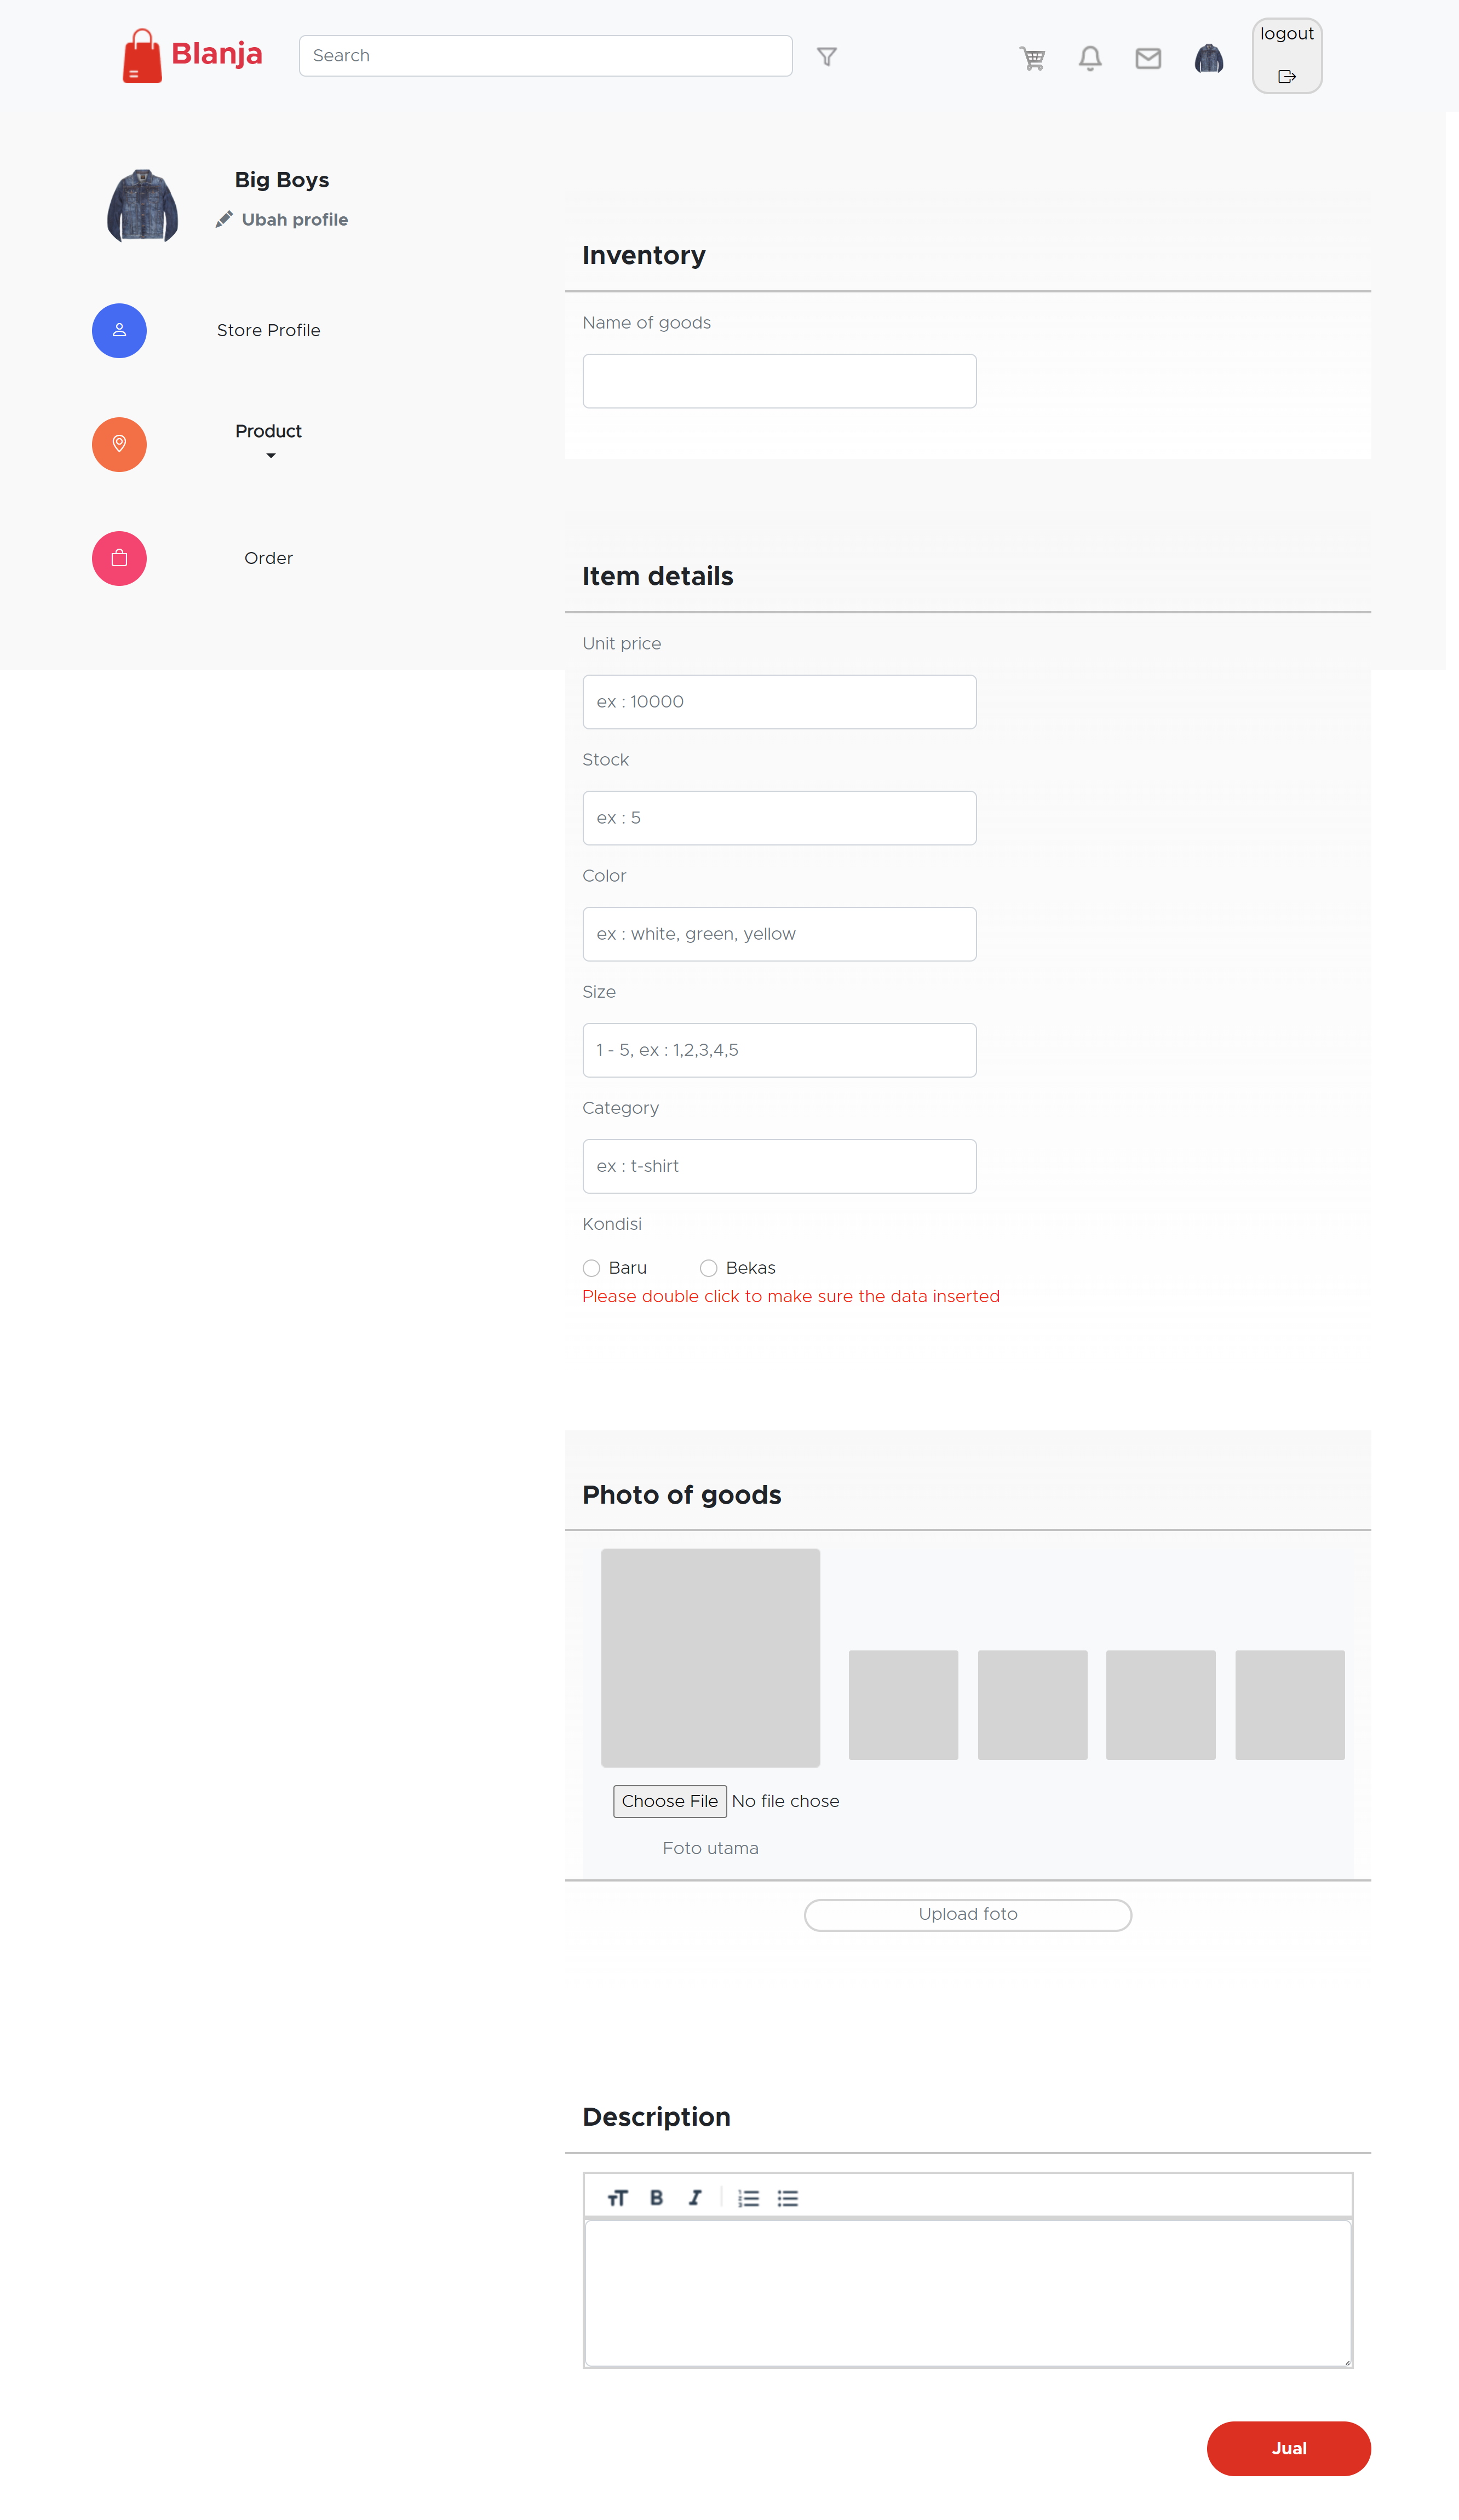 Blanja
Search
logout
Big Boys
Ubah profile
Store Profile
Product
Order
Inventory
Name of goods
Item details
Unit price
ex : 10000
Stock
ex : 5
Color
ex : white, green, yellow
Size
1 - 5, ex : 1,2,3,4,5
Category
ex : t-shirt
Kondisi
Baru Bekas
Please double click to make sure the data inserted
Photo of goods
Choose File No file chose
Foto utama
Upload foto
Description
TT B I
Jual